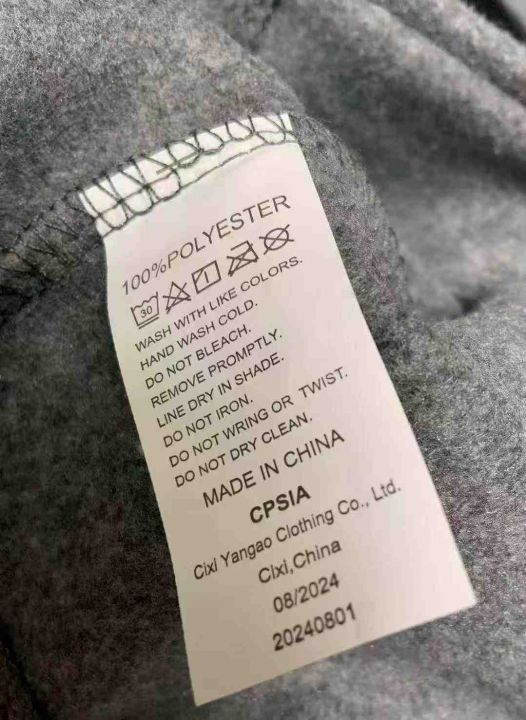 100%POLYESTER
30
WASH WITH LIKE COLORS.
HAND WASH COLD.
DO NOT BLEACH.
REMOVE PROMPTLY.
LINE DRY IN SHADE.
DO NOT IRON.
DO NOT WRING OR TWIST.
DO NOT DRY CLEAN.
MADE IN CHINA
CPSIA
Cixi Yangao Clothing Co., Ltd.
Cixi,China
08/2024
20240801